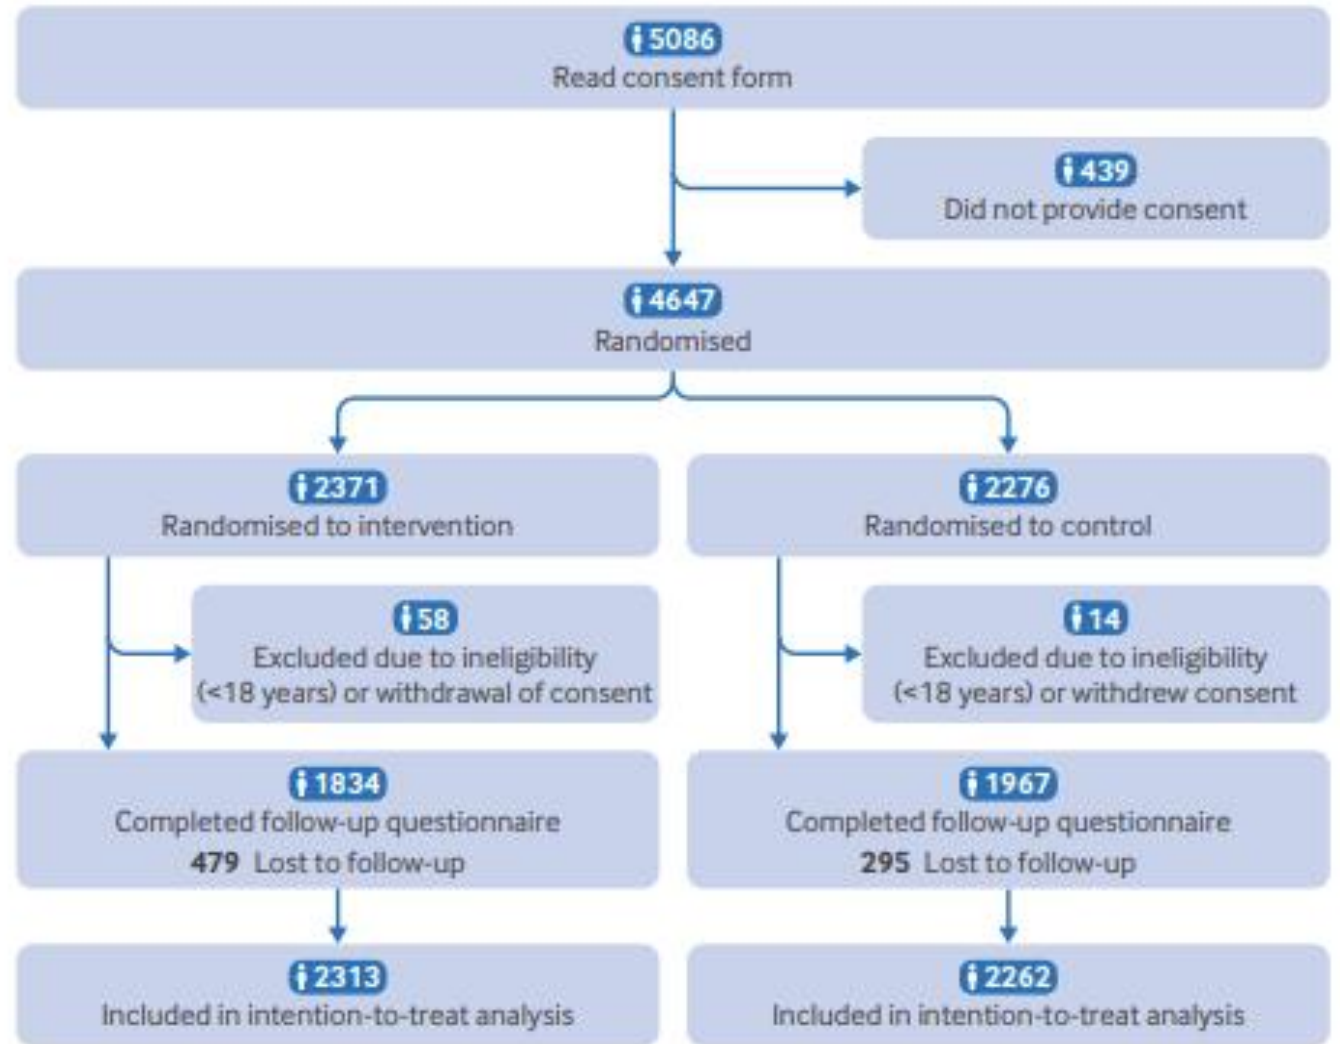 5086
Read consent form
439
Did not provide consent
4647
Randomised
2371
Randomised to intervention
2276
Randomised to control
58
Excluded due to ineligibility
(<18 years) or withdrawal of consent
14
Excluded due to ineligibility
(<18 years) or withdrew consent
1834
Completed follow-up questionnaire
479 Lost to follow-up
1967
Completed follow-up questionnaire
295 Lost to follow-up
2313
Included in intention-to-treat analysis
2262
Included in intention-to-treat analysis